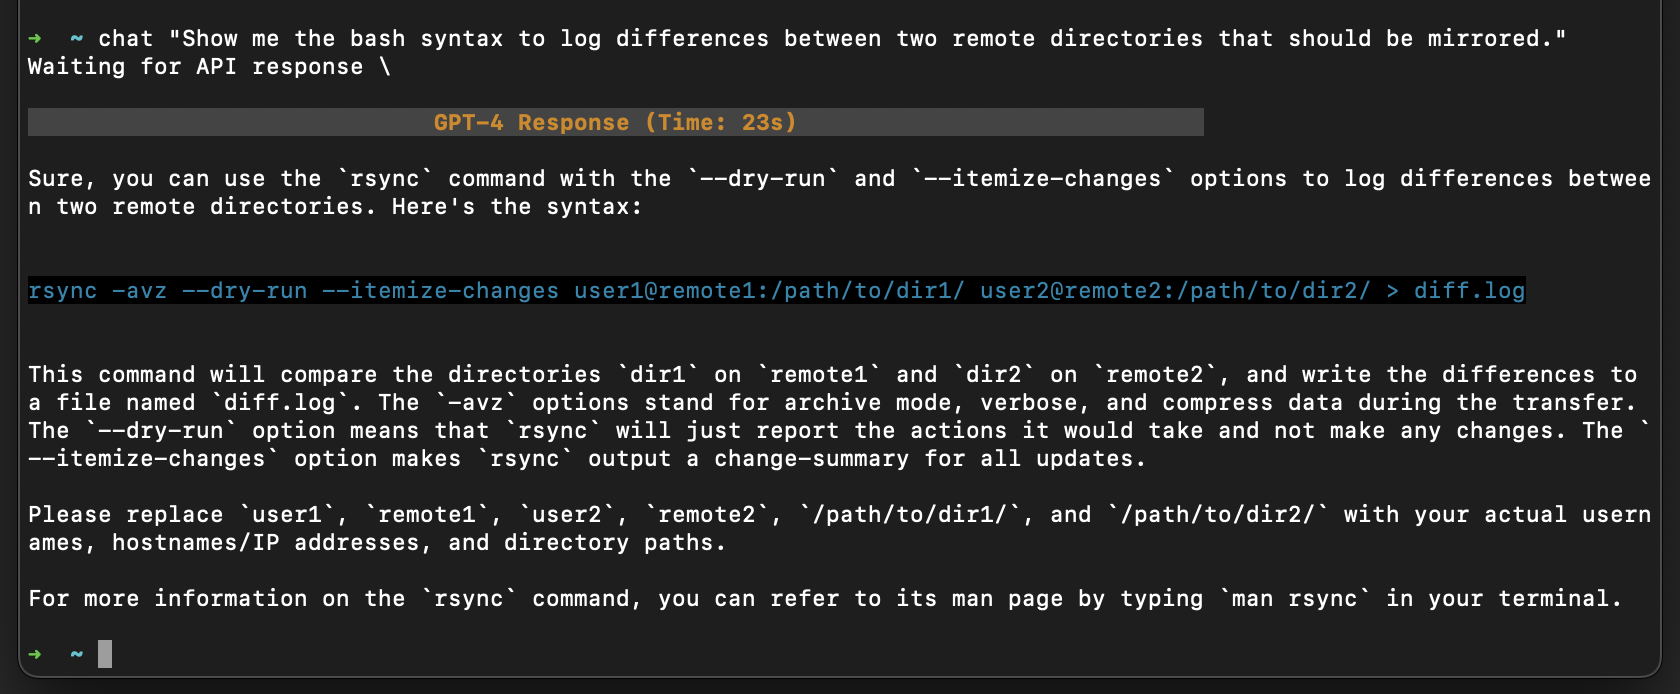 ➜  ~ chat "Show me the bash syntax to log differences between two remote directories that should be mirrored."
Waiting for API response \
GPT-4 Response (Time: 23s)
Sure, you can use the `rsync` command with the `--dry-run` and `--itemize-changes` options to log differences betwee
n two remote directories. Here's the syntax:
rsync -avz --dry-run --itemize-changes user1@remote1:/path/to/dir1/ user2@remote2:/path/to/dir2/ > diff.log
This command will compare the directories `dir1` on `remote1` and `dir2` on `remote2`, and write the differences to
a file named `diff.log`. The `-avz` options stand for archive mode, verbose, and compress data during the transfer.
The `--dry-run` option means that `rsync` will just report the actions it would take and not make any changes. The `
--itemize-changes` option makes `rsync` output a change-summary for all updates.
Please replace `user1`, `remote1`, `user2`, `remote2`, `/path/to/dir1/`, and `/path/to/dir2/` with your actual usern
ames, hostnames/IP addresses, and directory paths.
For more information on the `rsync` command, you can refer to its man page by typing `man rsync` in your terminal.
➜  ~